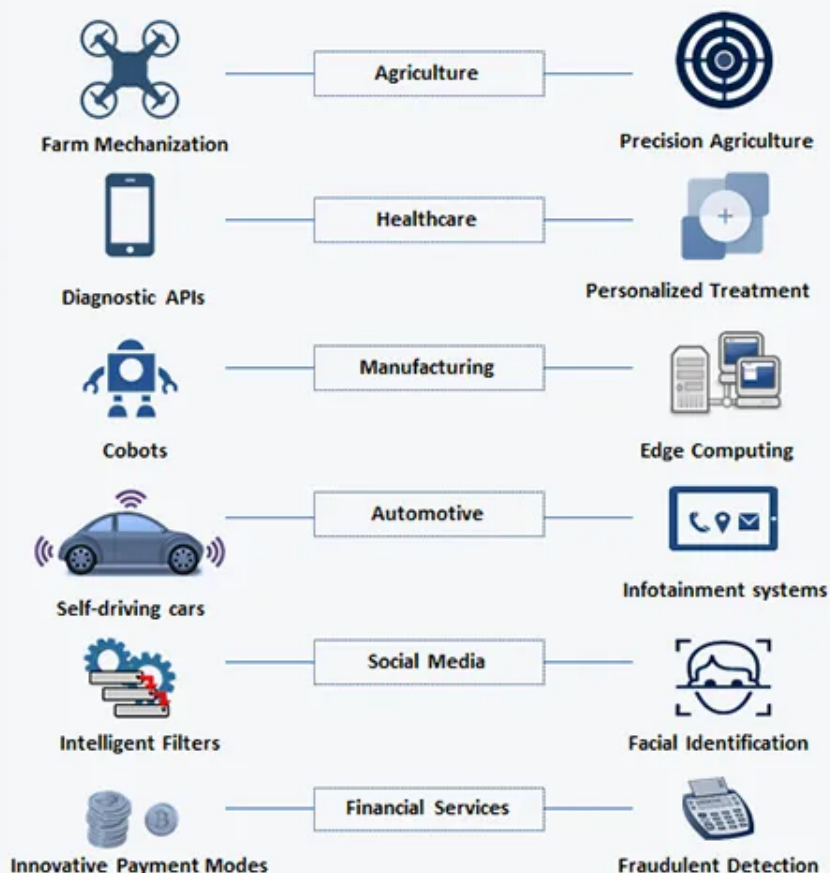 Agriculture
Farm Mechanization
Precision Agriculture
Healthcare
Diagnostic APIs
Personalized Treatment
Manufacturing
Cobots
Edge Computing
Automotive
Self-driving cars
Infotainment systems
Social Media
Intelligent Filters
Facial Identification
Financial Services
Innovative Payment Modes
Fraudulent Detection